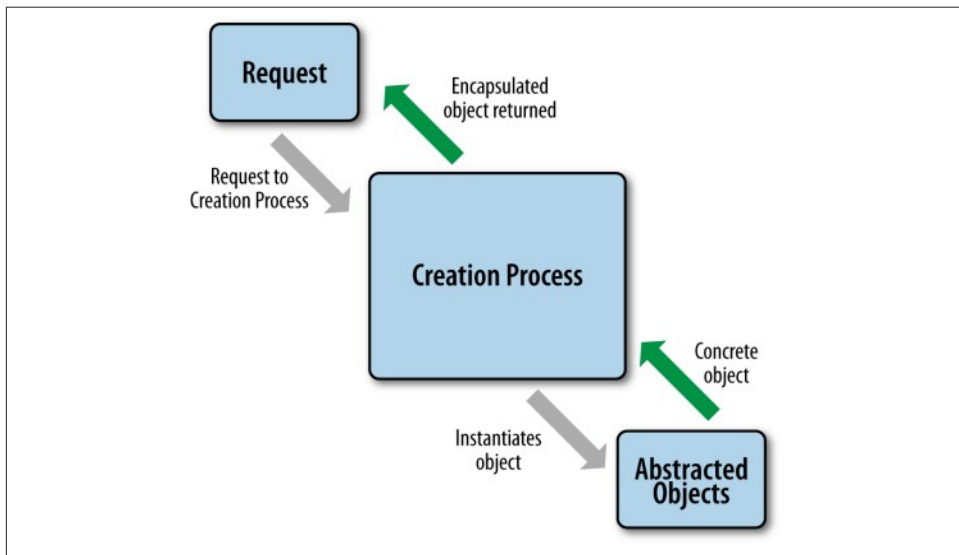 Request
Encapsulated
object returned
Request to
Creation Process
Creation Process
Concrete
object
Instantiates
object
Abstracted
Objects